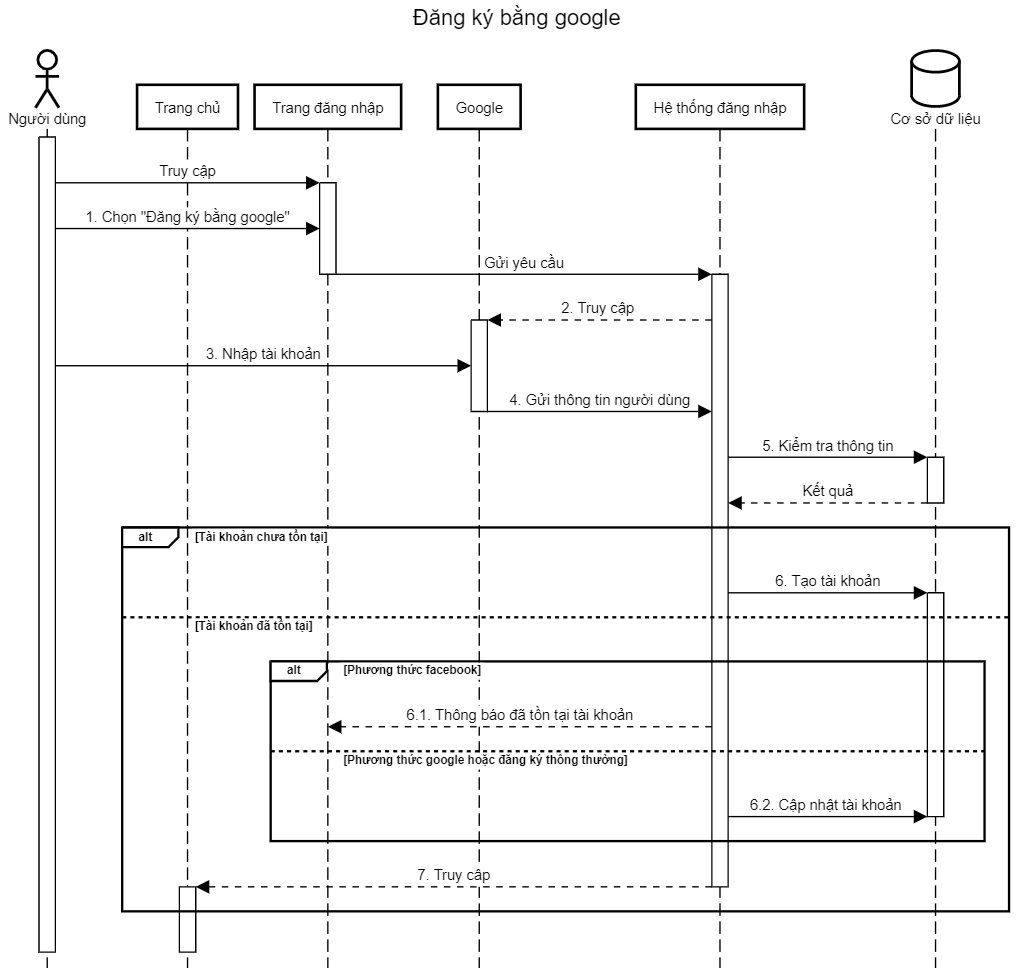 Đăng ký bằng google
Người dùng
Trang chủ
Trang đăng nhập
Google
Hệ thống đăng nhập
Cơ sở dữ liệu
Truy cập
1. Chọn "Đăng ký bằng google"
Gửi yêu cầu
2. Truy cập
3. Nhập tài khoản
4. Gửi thông tin người dùng
5. Kiểm tra thông tin
Kết quả
alt
[Tài khoản chưa tồn tại]
6. Tạo tài khoản
[Tài khoản đã tồn tại]
alt
[Phương thức facebook]
6.1. Thông báo đã tồn tại tài khoản
[Phương thức google hoặc đăng ký thông thường]
6.2. Cập nhật tài khoản
7. Truy cập